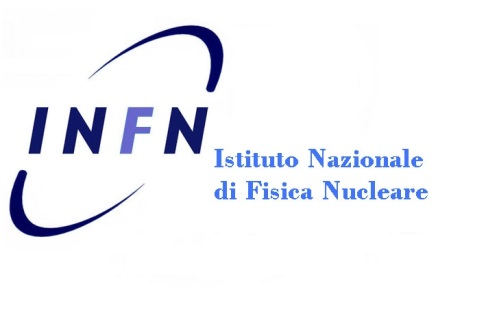 INFN
Istituto Nazionale
di Fisica Nucleare